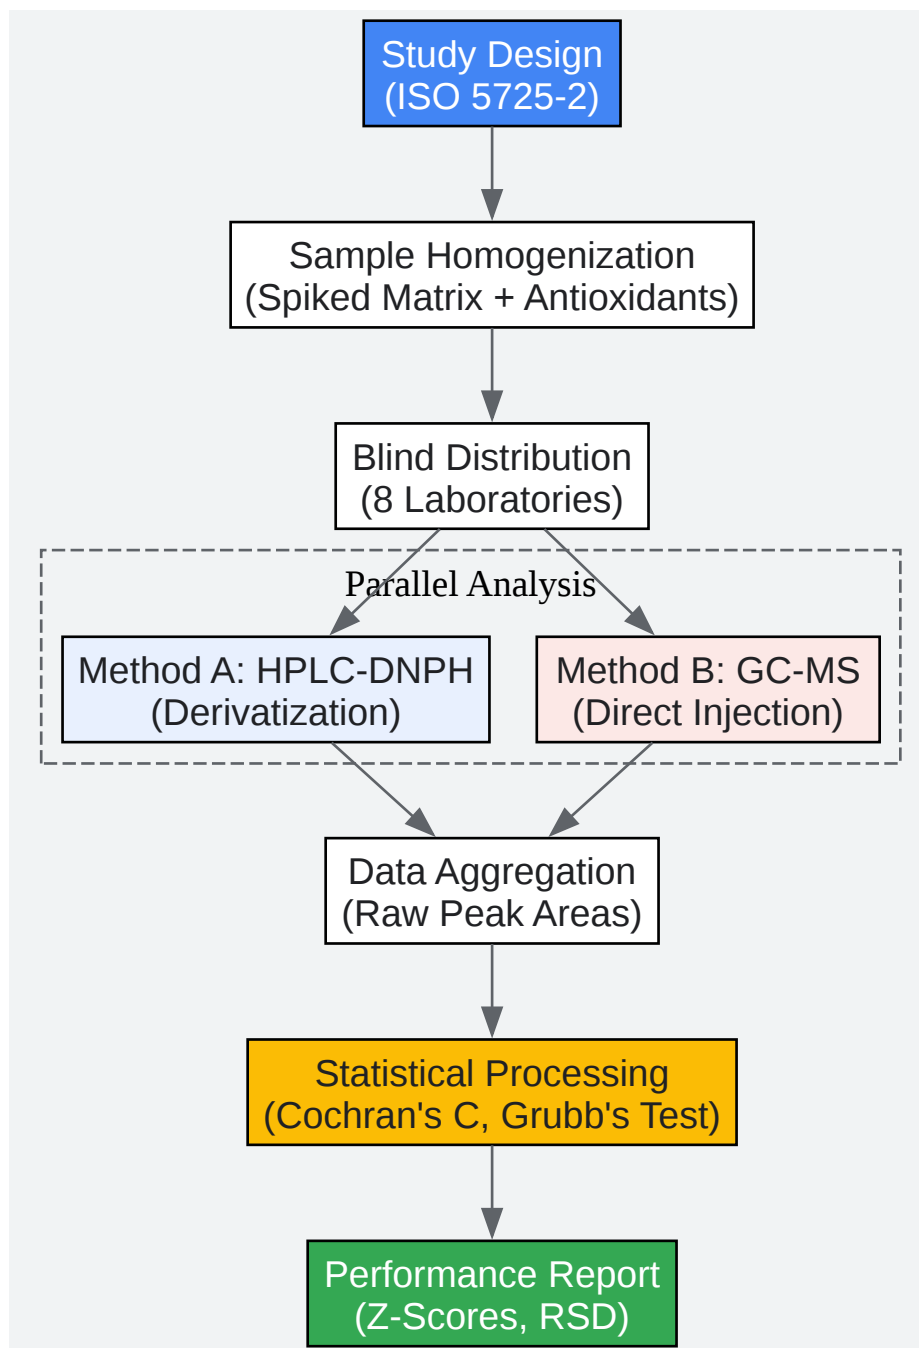 Study Design
(ISO 5725-2)
Sample Homogenization
(Spiked Matrix + Antioxidants)
Blind Distribution
(8 Laboratories)
Parallel Analysis
Method A: HPLC-DNPH
(Derivatization)
Method B: GC-MS
(Direct Injection)
Data Aggregation
(Raw Peak Areas)
Statistical Processing
(Cochran's C, Grubb's Test)
Performance Report
(Z-Scores, RSD)